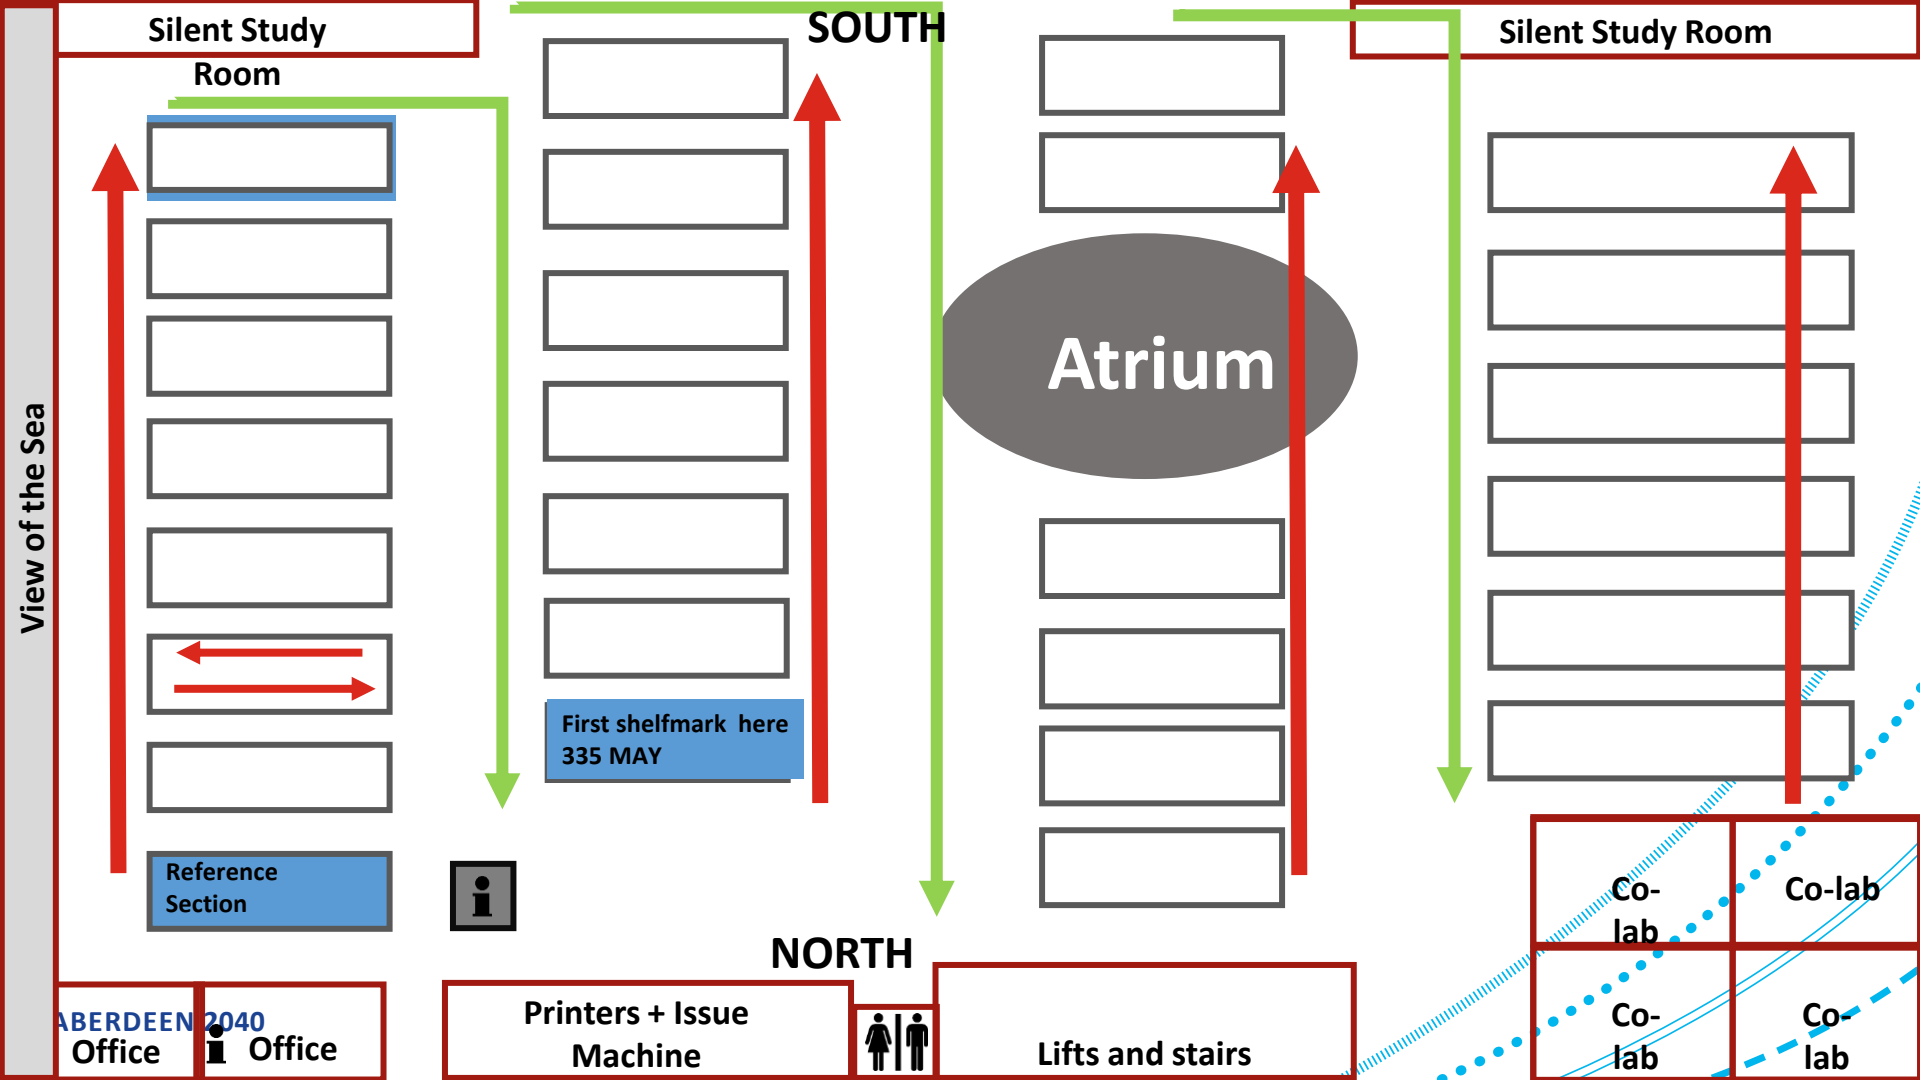 Silent Study
Room
SOUTH
Silent Study Room
View of the Sea
Atrium
First shelfmark here
335 MAY
Reference
Section
NORTH
Co-
lab
Co-lab
Co-
lab
Co-
lab
ABERDEEN 2040
Office
Office
Printers + Issue
Machine
Lifts and stairs